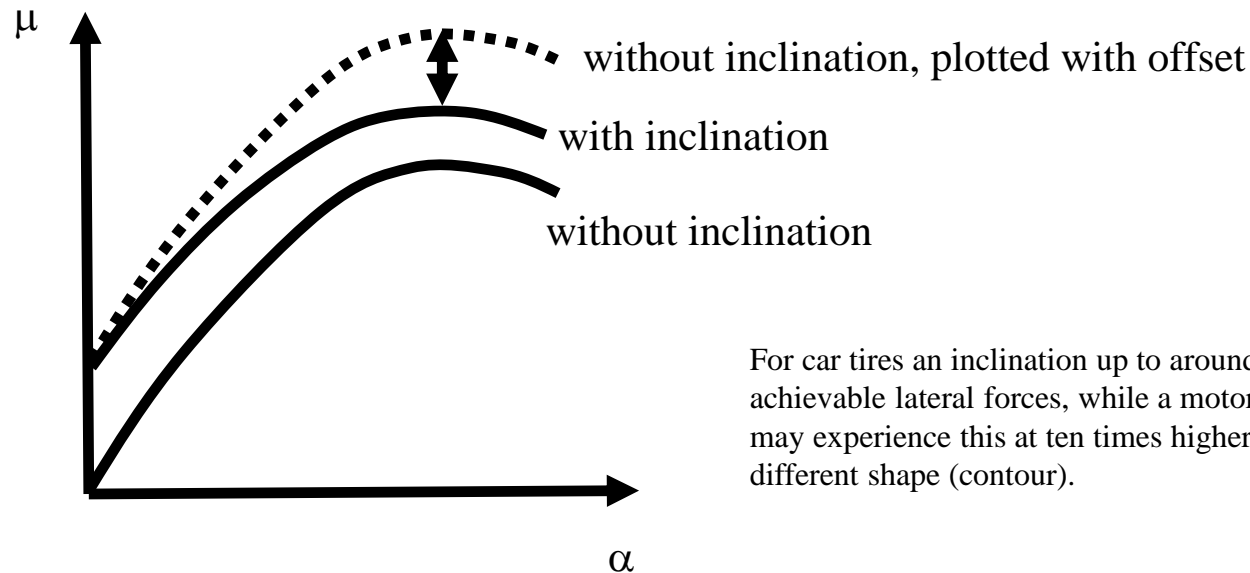 μ
without inclination, plotted with offset
with inclination
without inclination
For car tires an inclination up to around
achievable lateral forces, while a motor
may experience this at ten times higher
different shape (contour).
α